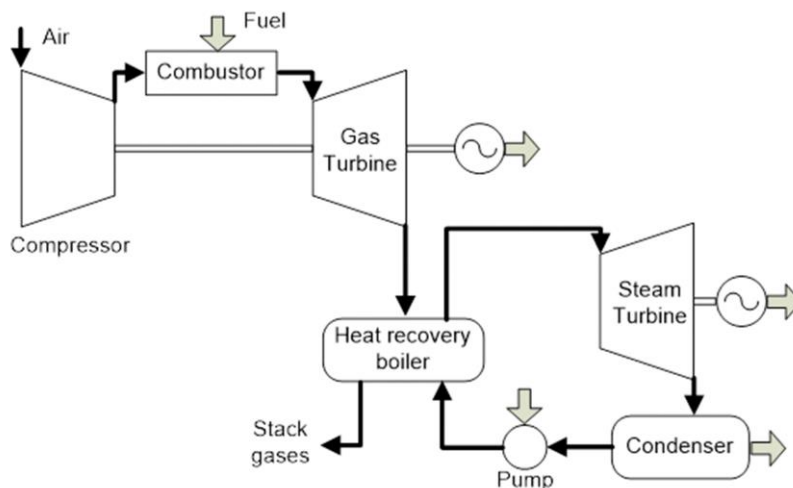 Air
Fuel
Combustor
Gas
Turbine
Compressor
Steam
Turbine
Heat recovery
boiler
Stack
gases
Condenser
Pump